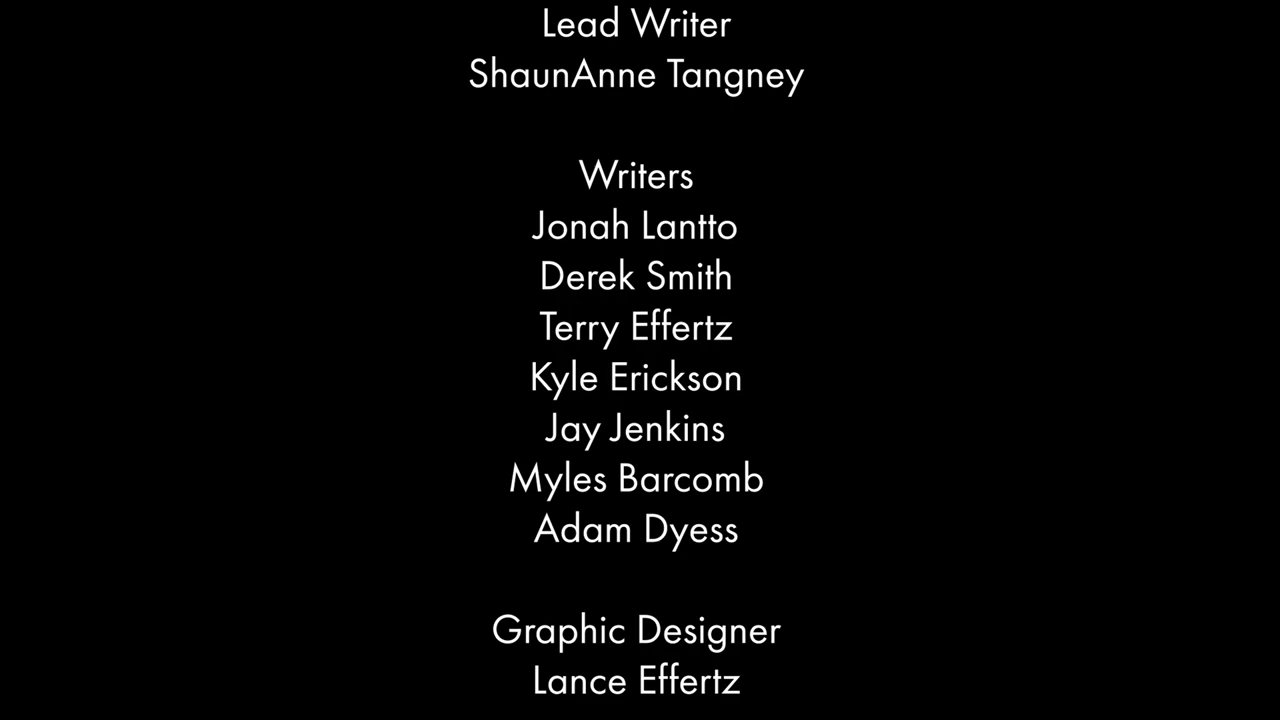 Lead Writer
ShaunAnne Tangney
Writers
Jonah Lantto
Derek Smith
Terry Effertz
Kyle Erickson
Jay Jenkins
Myles Barcomb
Adam Dyess
Graphic Designer
Lance Effertz